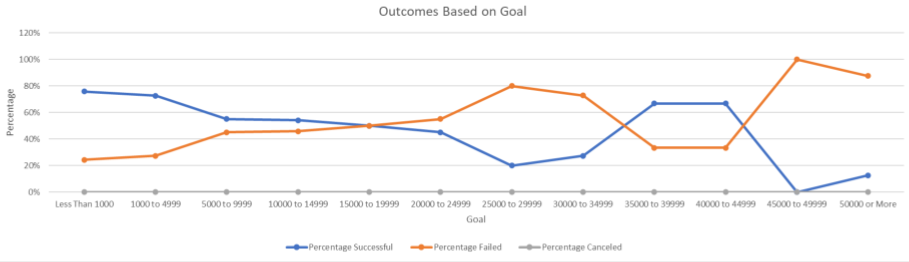 Outcomes Based on Goal
120%
100%
80%
60%
40%
20%
0%
Percentage
Less Than 1000 1000 to 4999 5000 to 9999 10000 to 14999 15000 to 19999 20000 to 24999 25000 to 29999 30000 to 34999 35000 to 39999 40000 to 44999 45000 to 49999 50000 or More
Goal
Percentage Successful Percentage Failed Percentage Canceled